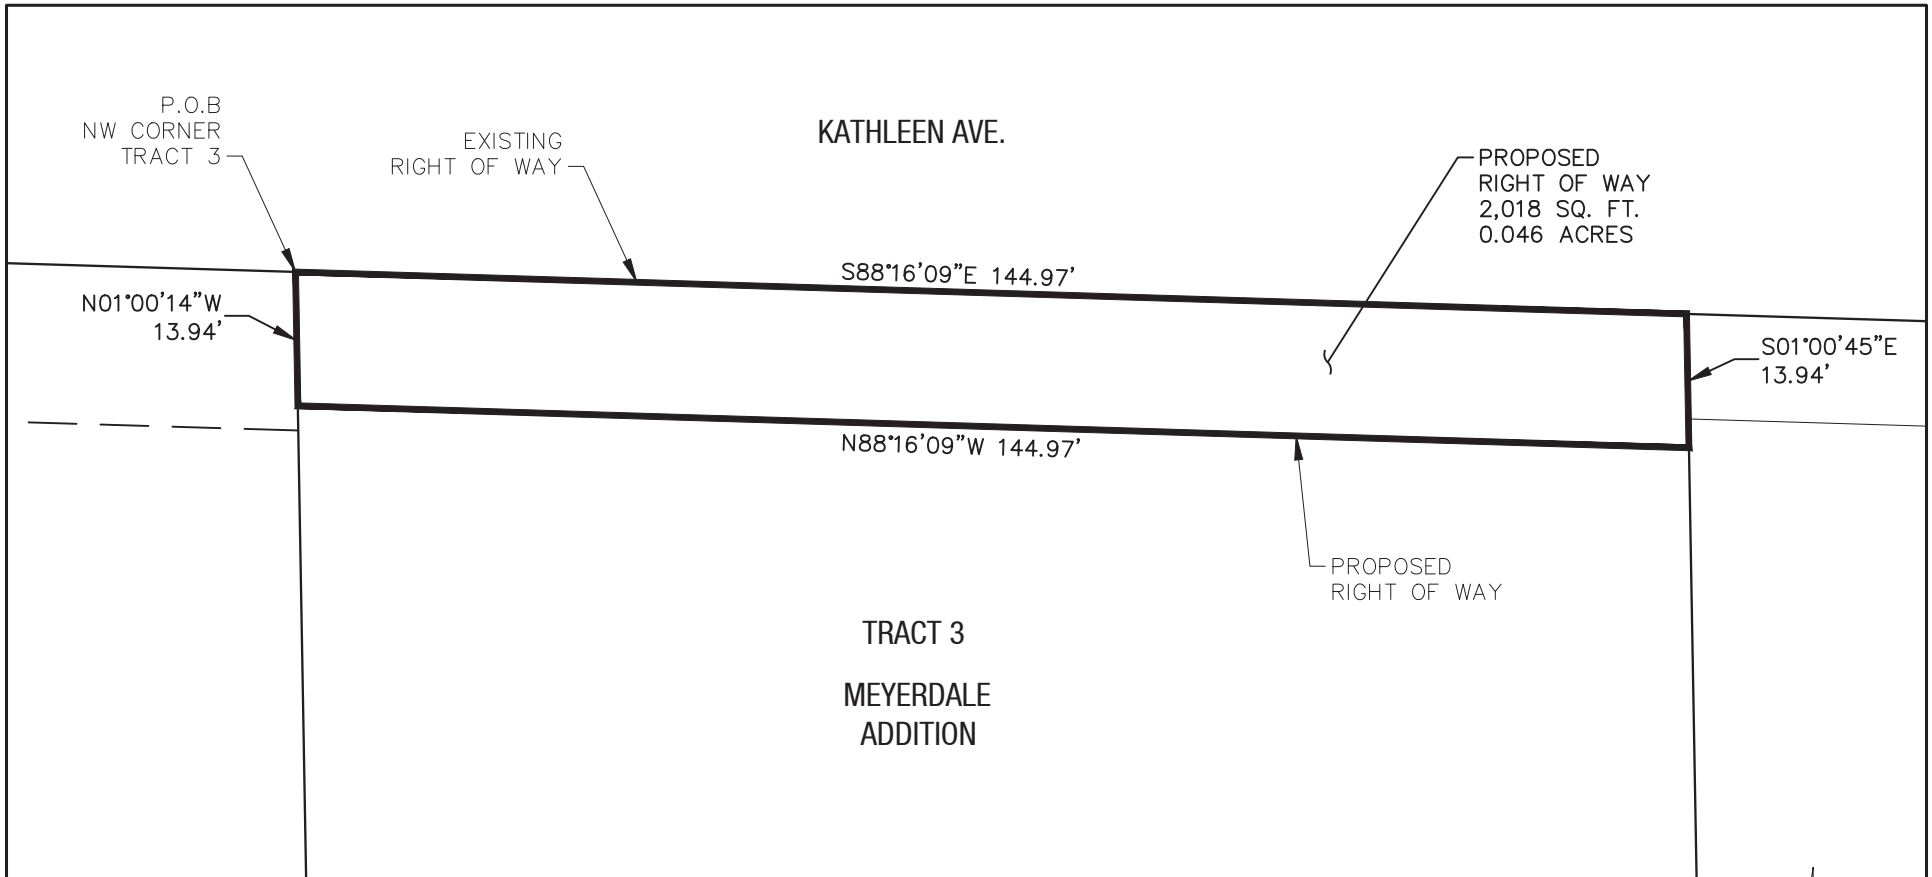 P.O.B
NW CORNER
TRACT 3
EXISTING
RIGHT OF WAY
KATHLEEN AVE.
PROPOSED
RIGHT OF WAY
2,018 SQ. FT.
0.046 ACRES
S88°16'09"E 144.97'
N01°00'14"W
13.94'
S01°00'45"E
13.94'
N88°16'09"W 144.97'
PROPOSED
RIGHT OF WAY
TRACT 3
MEYERDALE
ADDITION